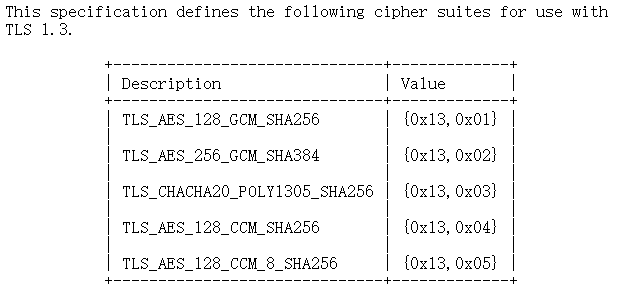 This specification defines the following cipher suites for use with
TLS 1.3.
Description Value
TLS_AES_128_GCM_SHA256 {0x13,0x01}
TLS_AES_256_GCM_SHA384 {0x13,0x02}
TLS_CHACHA20_POLY1305_SHA256 {0x13,0x03}
TLS_AES_128_CCM_SHA256 {0x13,0x04}
TLS_AES_128_CCM_8_SHA256 {0x13,0x05}